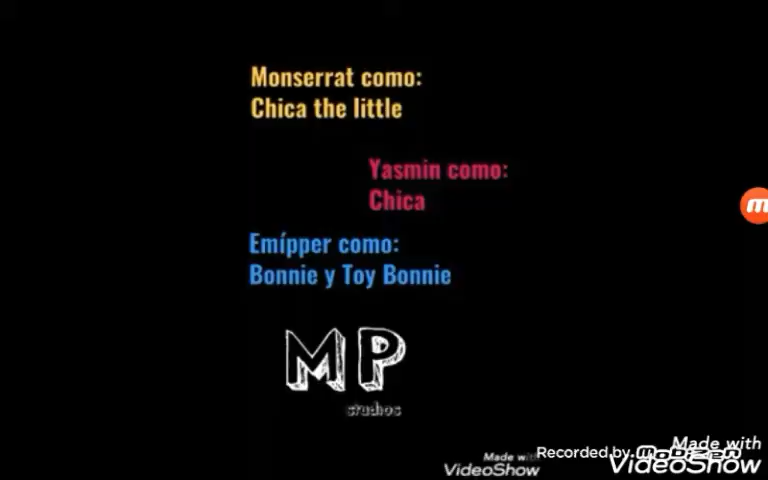 Monserrat como:
Chica the little
Yasmin como:
Chica
Emípper como:
Bonnie y Toy Bonnie
MP
studios
m
Made with
VideoShow
Recorded by
MOBIZEN
Made with
VideoShow